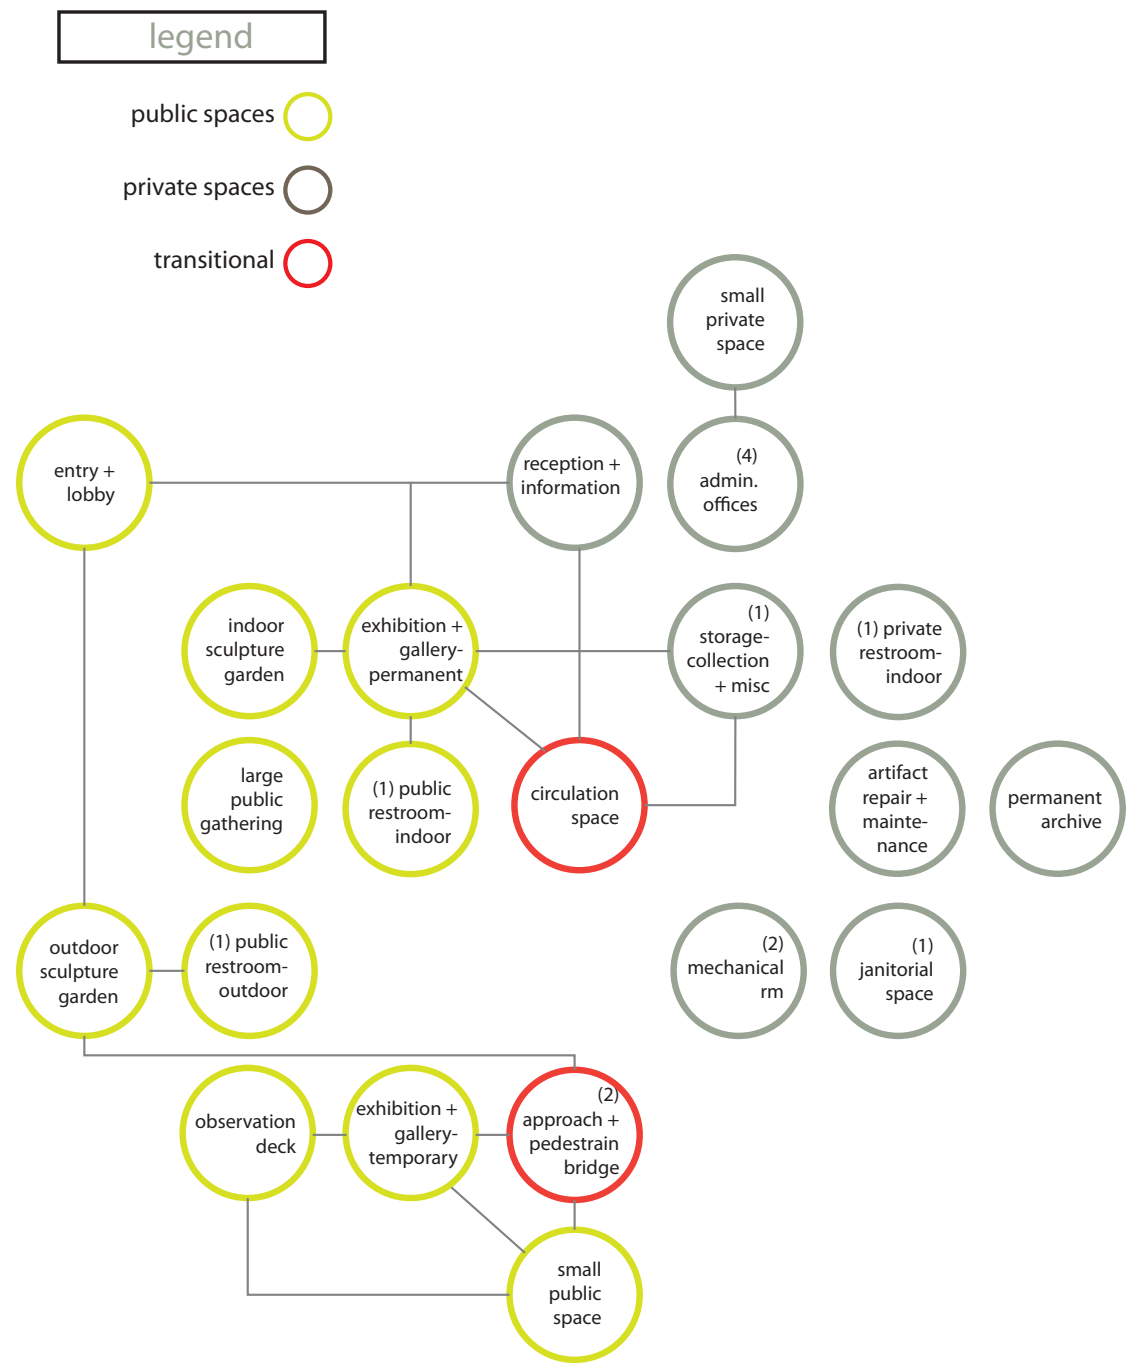 legend
public spaces
private spaces
transitional
small
private
space
entry +
lobby
reception +
information
(4)
admin.
offices
indoor
sculpture
garden
exhibition +
gallery-
permanent
(1)
storage-
collection
+ misc
(1) private
restroom-
indoor
large
public
gathering
(1) public
restroom-
indoor
circulation
space
artifact
repair +
mainte-
nance
permanent
archive
outdoor
sculpture
garden
(1) public
restroom-
outdoor
(2)
mechanical
rm
(1)
janitorial
space
observation
deck
exhibition +
gallery-
temporary
(2)
approach +
pedestrain
bridge
small
public
space